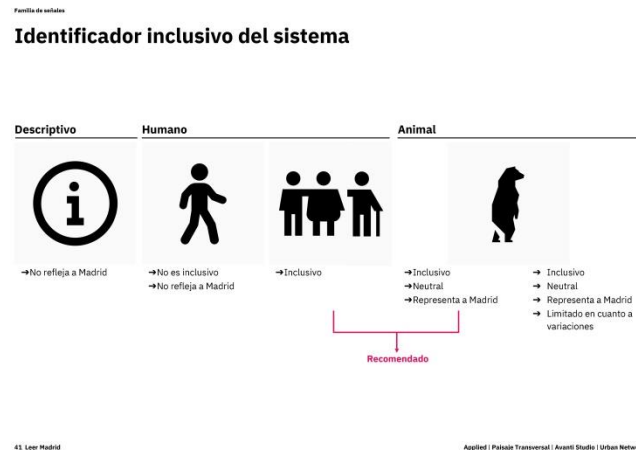 Familia de señales
Identificador inclusivo del sistema
Descriptivo
Humano
Animal
i
→No refleja a Madrid
→No es inclusivo
→No refleja a Madrid
→Inclusivo
→Inclusivo
→Neutral
→Representa a Madrid
→ Inclusivo
→ Neutral
→ Representa a Madrid
→ Limitado en cuanto a
variaciones
Recomendado
41 Leer Madrid
Applied | Paisaje Transversal | Avanti Studio | Urban Netw